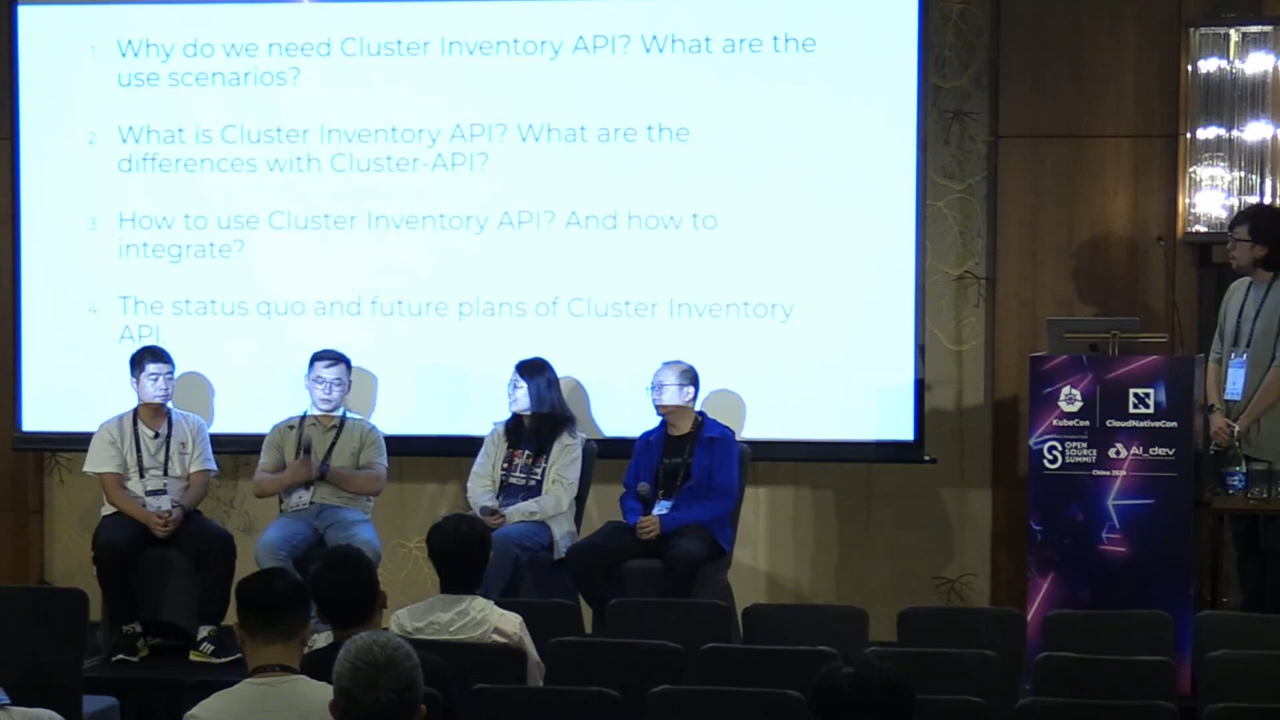 1. Why do we need Cluster Inventory API? What are the
use scenarios?
2. What is Cluster Inventory API? What are the
differences with Cluster-API?
3. How to use Cluster Inventory API? And how to
integrate?
4. The status quo and future plans of Cluster Inventory
API.
KubeCon
CloudNativeCon
OPEN
SOURCE
SUMMIT
AI_dev
China